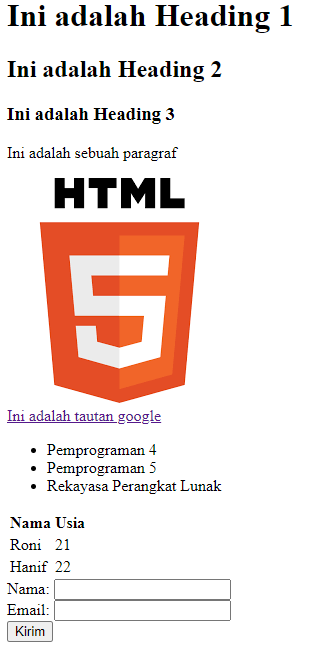 Ini adalah Heading 1
Ini adalah Heading 2
Ini adalah Heading 3
Ini adalah sebuah paragraf
HTML
5
Ini adalah tautan google
Pemprograman 4
Pemprograman 5
Rekayasa Perangkat Lunak
Nama Usia
Roni 21
Hanif 22
Nama:
Email:
Kirim